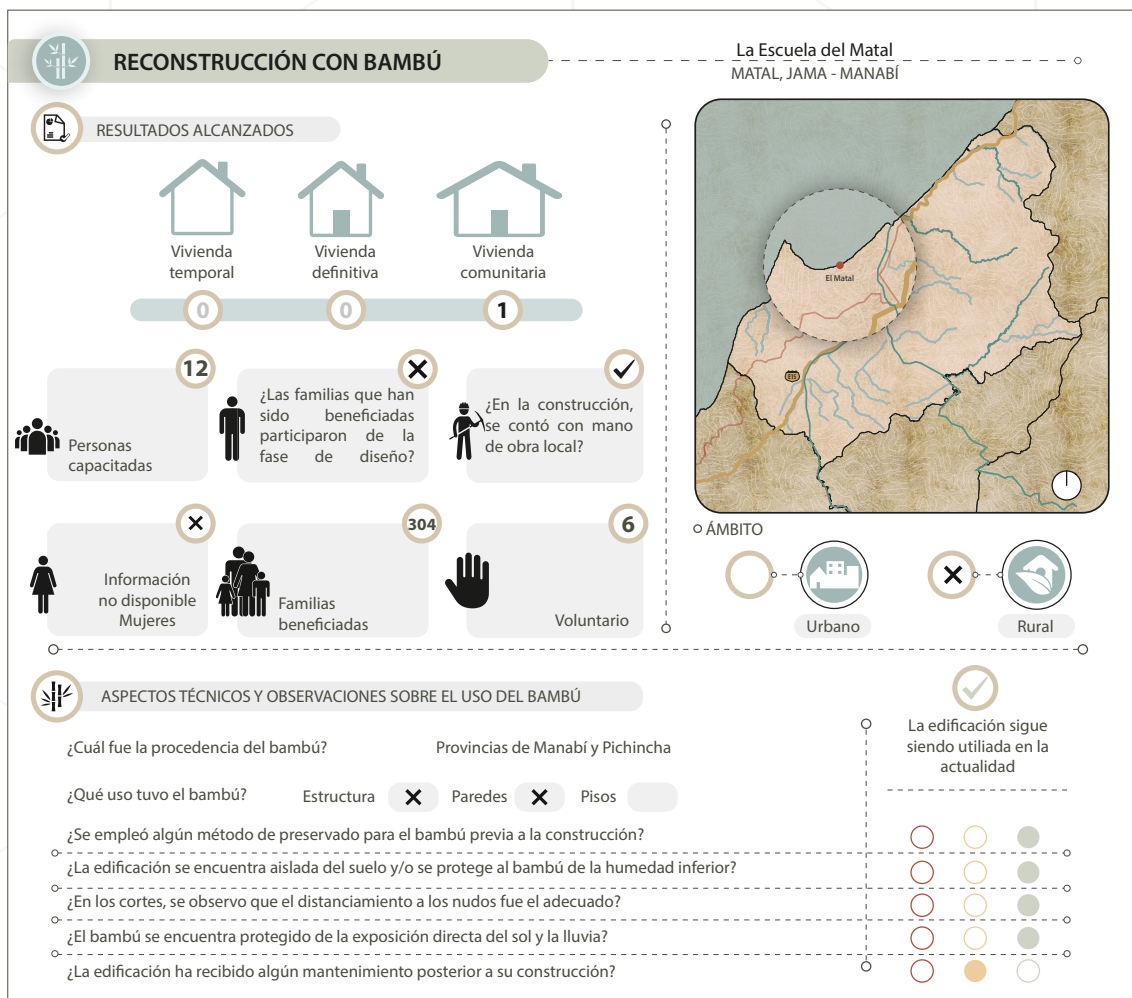 RECONSTRUCCIÓN CON BAMBÚ
La Escuela del Matal
MATAL, JAMA - MANABÍ
RESULTADOS ALCANZADOS
Vivienda
temporal
Vivienda
definitiva
Vivienda
comunitaria
0
0
1
12
Personas
capacitadas
¿Las familias que han
sido beneficiadas
participaron de la
fase de diseño?
¿En la construcción,
se contó con mano
de obra local?
Información
no disponible
Mujeres
304
Familias
beneficiadas
6
Voluntario
El Matal
E15
ÁMBITO
Urbano
Rural
ASPECTOS TÉCNICOS Y OBSERVACIONES SOBRE EL USO DEL BAMBÚ
La edificación sigue
siendo utiliada en la
actualidad
¿Cuál fue la procedencia del bambú? Provincias de Manabí y Pichincha
¿Qué uso tuvo el bambú? Estructura X Paredes X Pisos
¿Se empleó algún método de preservado para el bambú previa a la construcción?
¿La edificación se encuentra aislada del suelo y/o se protege al bambú de la humedad inferior?
¿En los cortes, se observo que el distanciamiento a los nudos fue el adecuado?
¿El bambú se encuentra protegido de la exposición directa del sol y la lluvia?
¿La edificación ha recibido algún mantenimiento posterior a su construcción?